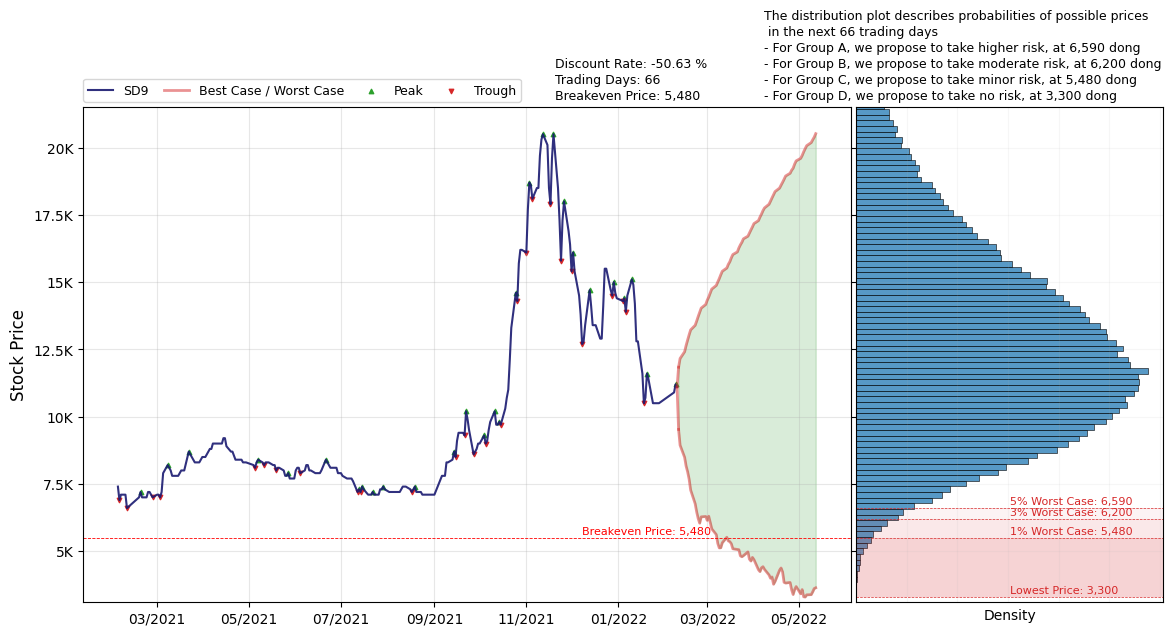 The distribution plot describes probabilities of possible prices
in the next 66 trading days
- For Group A, we propose to take higher risk, at 6,590 dong
- For Group B, we propose to take moderate risk, at 6,200 dong
- For Group C, we propose to take minor risk, at 5,480 dong
- For Group D, we propose to take no risk, at 3,300 dong
Discount Rate: -50.63 %
Trading Days: 66
Breakeven Price: 5,480
SD9
Best Case / Worst Case
Peak
Trough
Stock Price
20K
17.5K
15K
12.5K
10K
7.5K
5K
Breakeven Price: 5,480
03/2021
05/2021
07/2021
09/2021
11/2021
01/2022
03/2022
05/2022
5% Worst Case: 6,590
3% Worst Case: 6,200
1% Worst Case: 5,480
Lowest Price: 3,300
Density